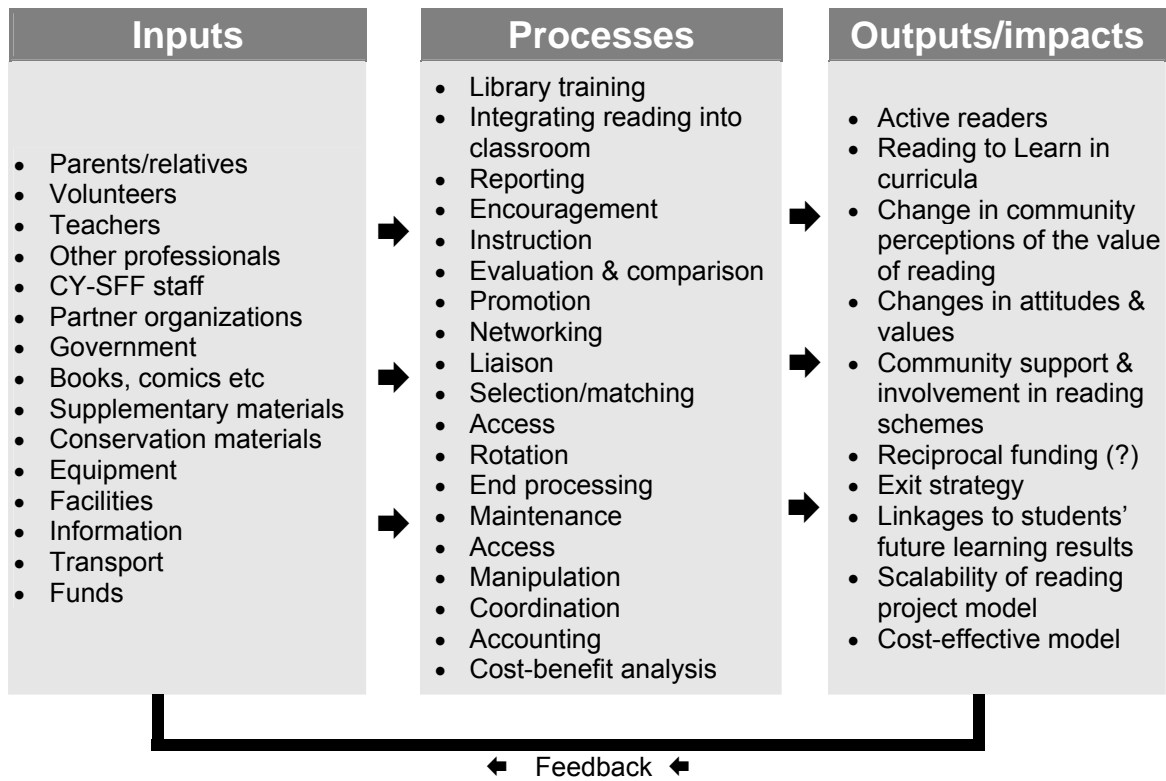 Inputs
• Parents/relatives
• Volunteers
• Teachers
• Other professionals
• CY-SFF staff
• Partner organizations
• Government
• Books, comics etc
• Supplementary materials
• Conservation materials
• Equipment
• Facilities
• Information
• Transport
• Funds
Processes
• Library training
• Integrating reading into
classroom
• Reporting
• Encouragement
• Instruction
• Evaluation & comparison
• Promotion
• Networking
• Liaison
• Selection/matching
• Access
• Rotation
• End processing
• Maintenance
• Access
• Manipulation
• Coordination
• Accounting
• Cost-benefit analysis
Outputs/impacts
• Active readers
• Reading to Learn in
curricula
• Change in community
perceptions of the value
of reading
• Changes in attitudes &
values
• Community support &
involvement in reading
schemes
• Reciprocal funding (?)
• Exit strategy
• Linkages to students’
future learning results
• Scalability of reading
project model
• Cost-effective model
Feedback